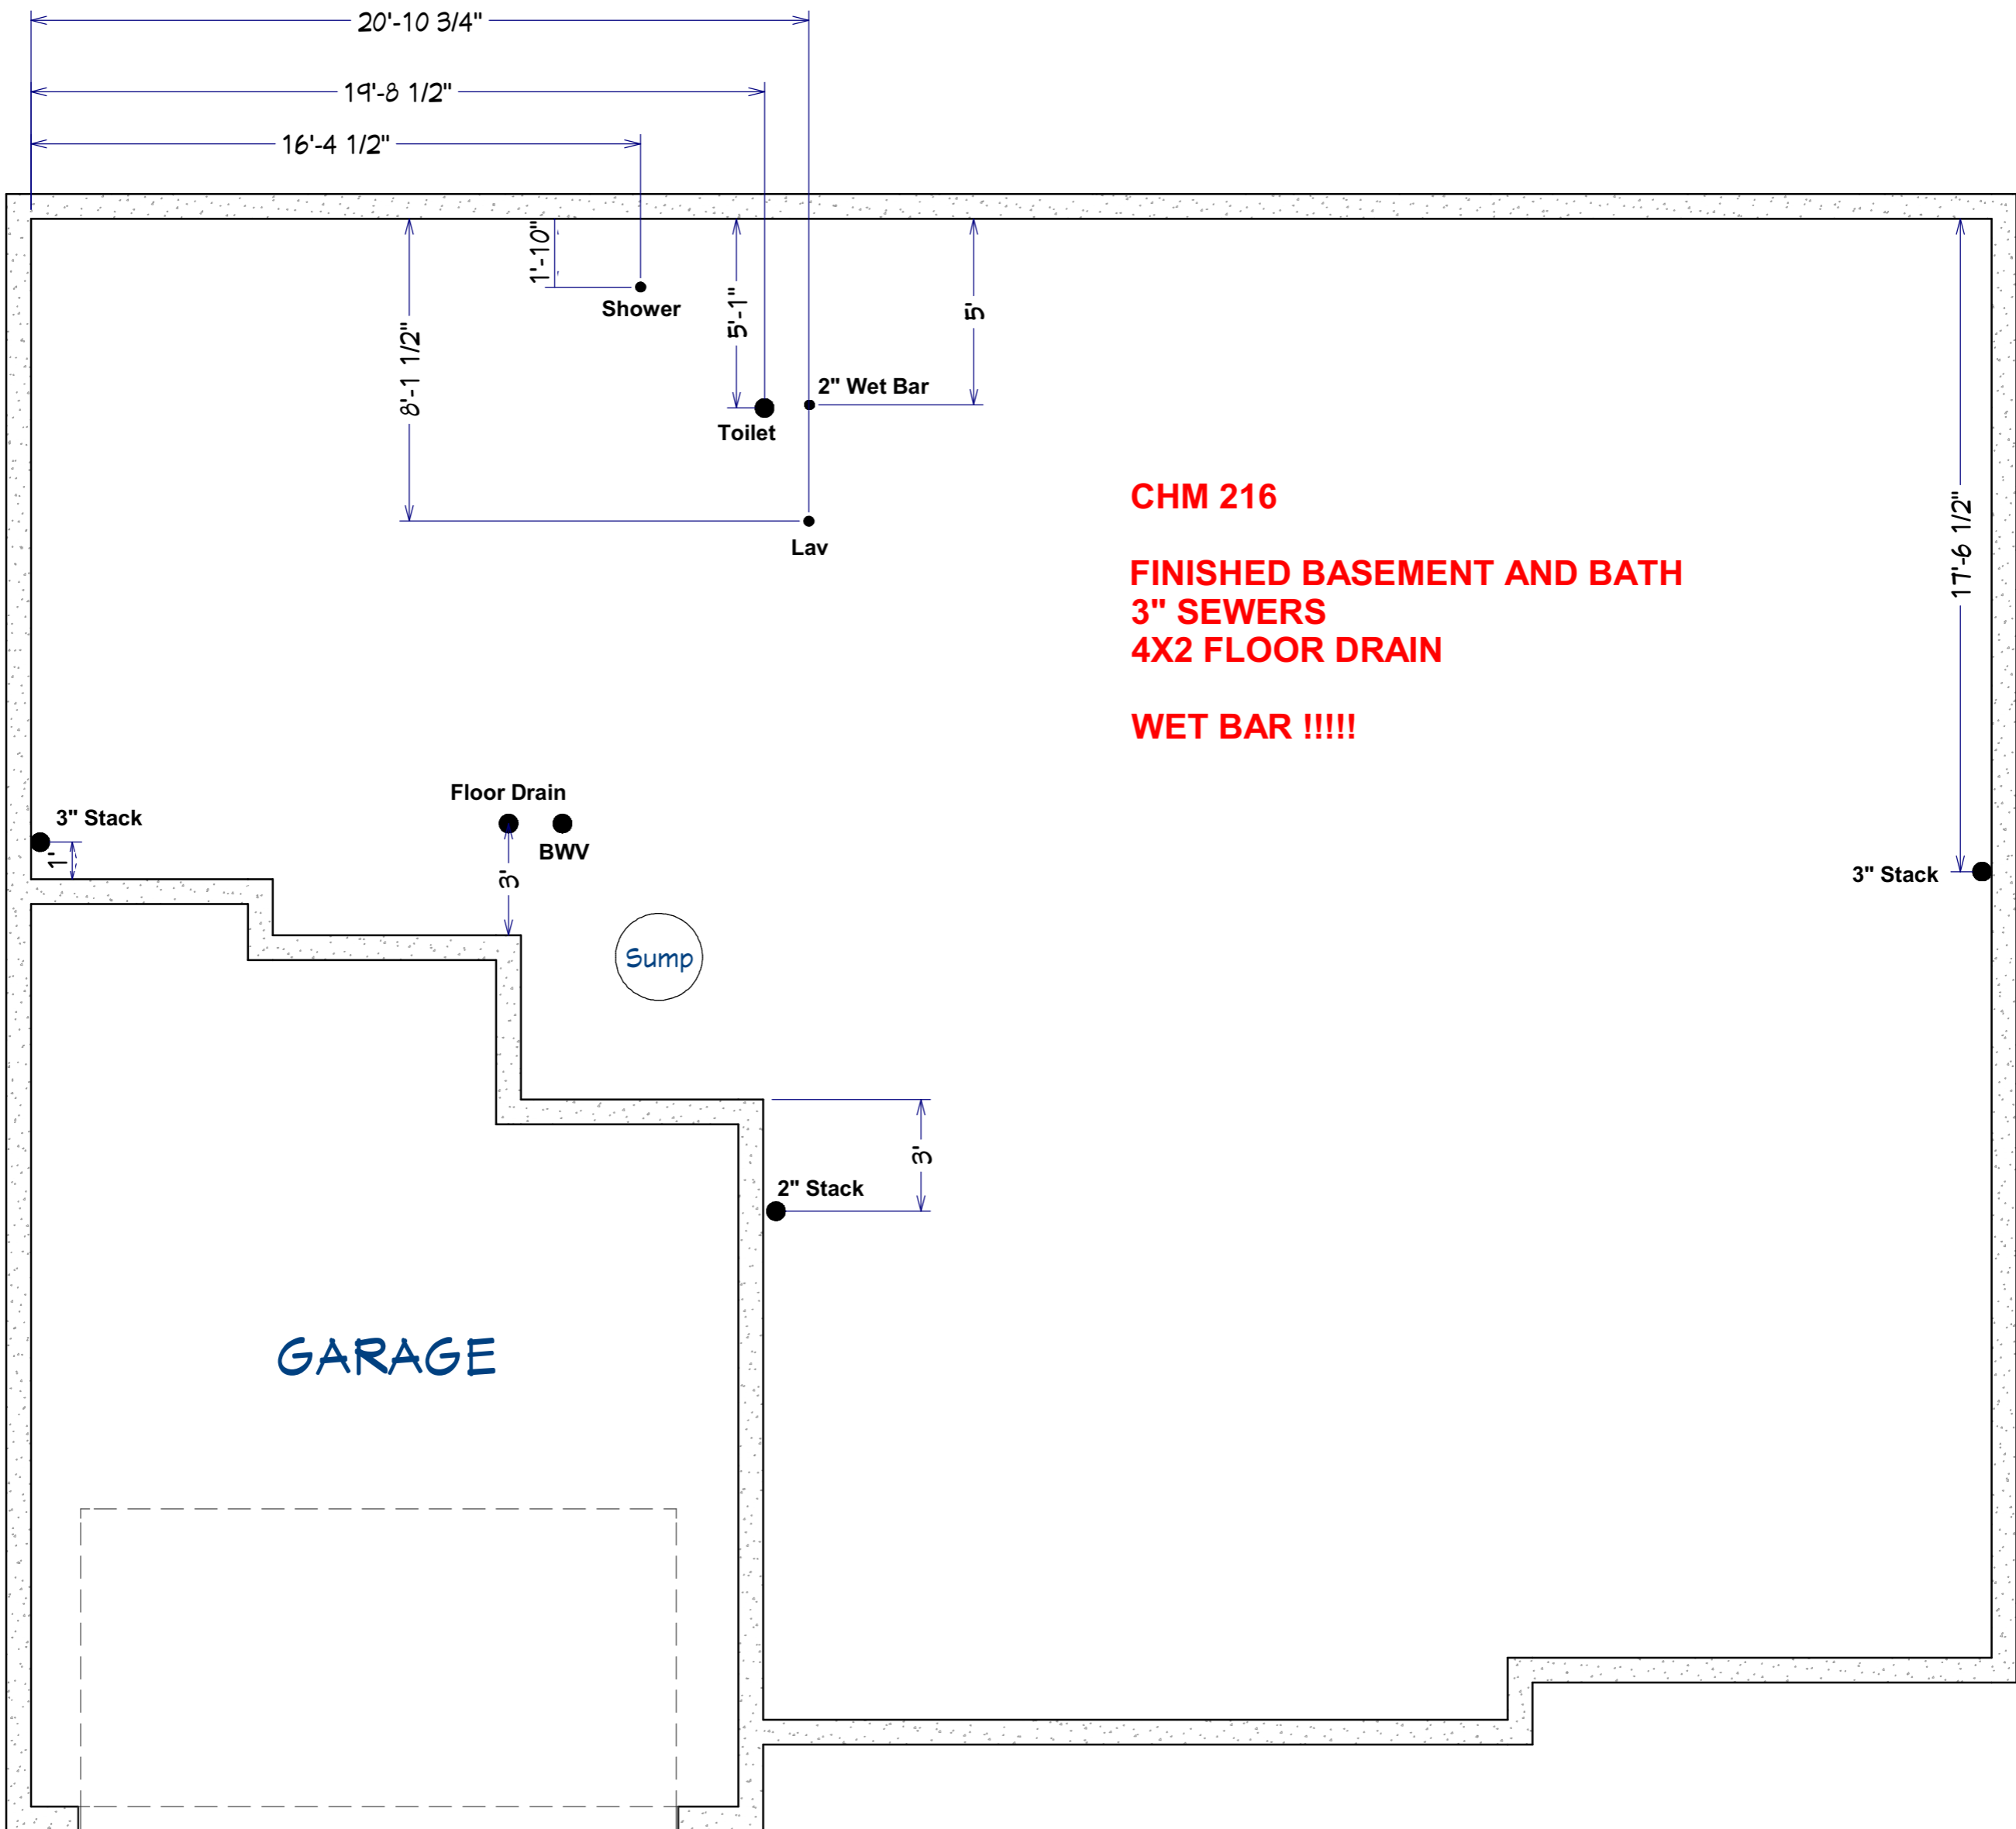 20'-10 3/4"
19'-8 1/2"
16'-4 1/2"
1'-10"
Shower
5'-1"
5'
8'-1 1/2"
2" Wet Bar
Toilet
Lav
CHM 216
FINISHED BASEMENT AND BATH
3" SEWERS
4X2 FLOOR DRAIN
WET BAR !!!!!
17'-6 1/2"
Floor Drain
3" Stack
BWV
1'
3'
3" Stack
Sump
3'
2" Stack
GARAGE